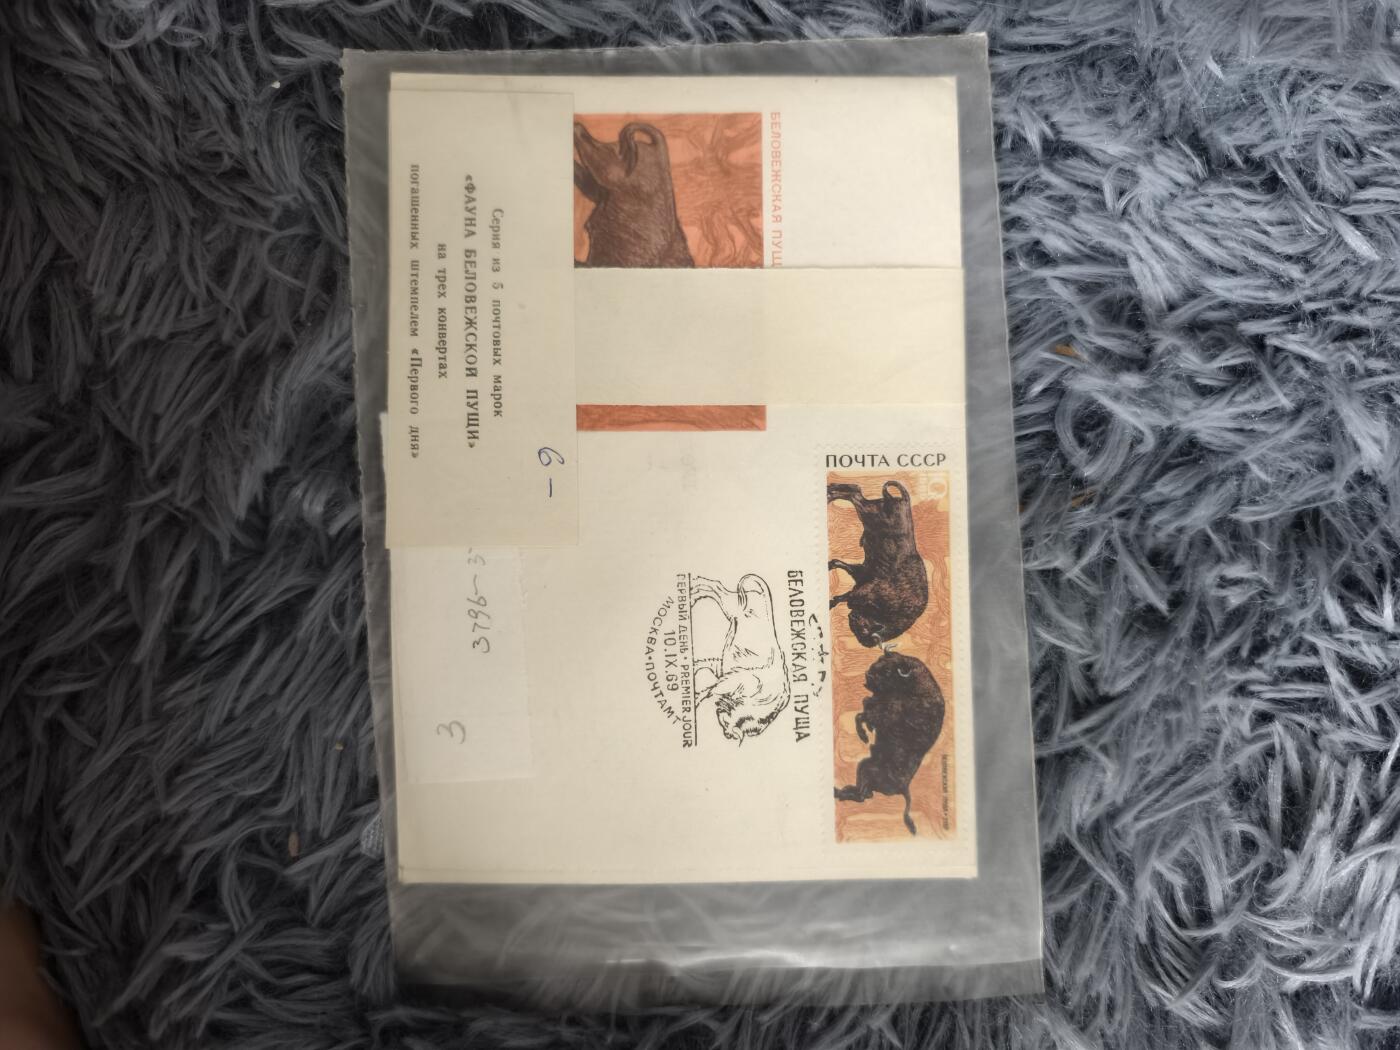 Серия из 5 почтовых марок
«ФАУНА БЕЛОВЕЖСКОЙ ПУЩИ»
на трех конвертах
погашенных штемпелем «Первого дня»
6 –
БЕЛОВЕЖСКАЯ ПУЩ
ПОЧТА СССР
БЕЛОВЕЖСКАЯ ПУЩА
ПЕРВЫЙ ДЕНЬ • PREMIER JOUR
10.IX.69
МОСКВА•ПОЧТАМТ
3